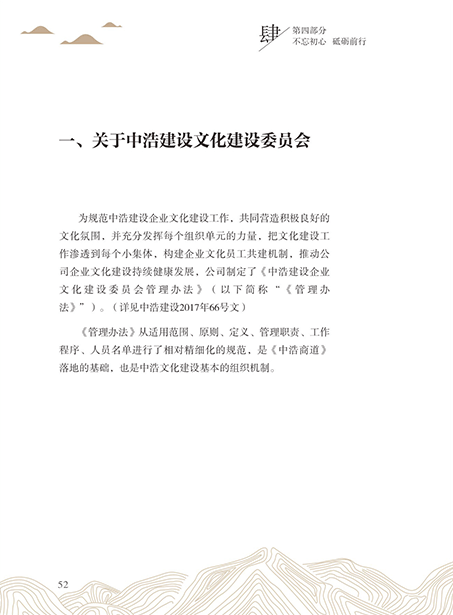 肆
第四部分
不忘初心 砥砺前行
一、关于中浩建设文化建设委员会
为规范中浩建设企业文化建设工作，共同营造积极良好的
文化氛围，并充分发挥每个组织单元的力量，把文化建设工
作渗透到每个小集体，构建企业文化员工共建机制，推动公
司企业文化建设持续健康发展，公司制定了《中浩建设企业
文化建设委员会管理办法》（以下简称“《管理办
法》”）。（详见中浩建设2017年66号文）
《管理办法》从适用范围、原则、定义、管理职责、工作
程序、人员名单进行了相对精细化的规范，是《中浩商道》
落地的基础，也是中浩文化建设基本的组织机制。
52